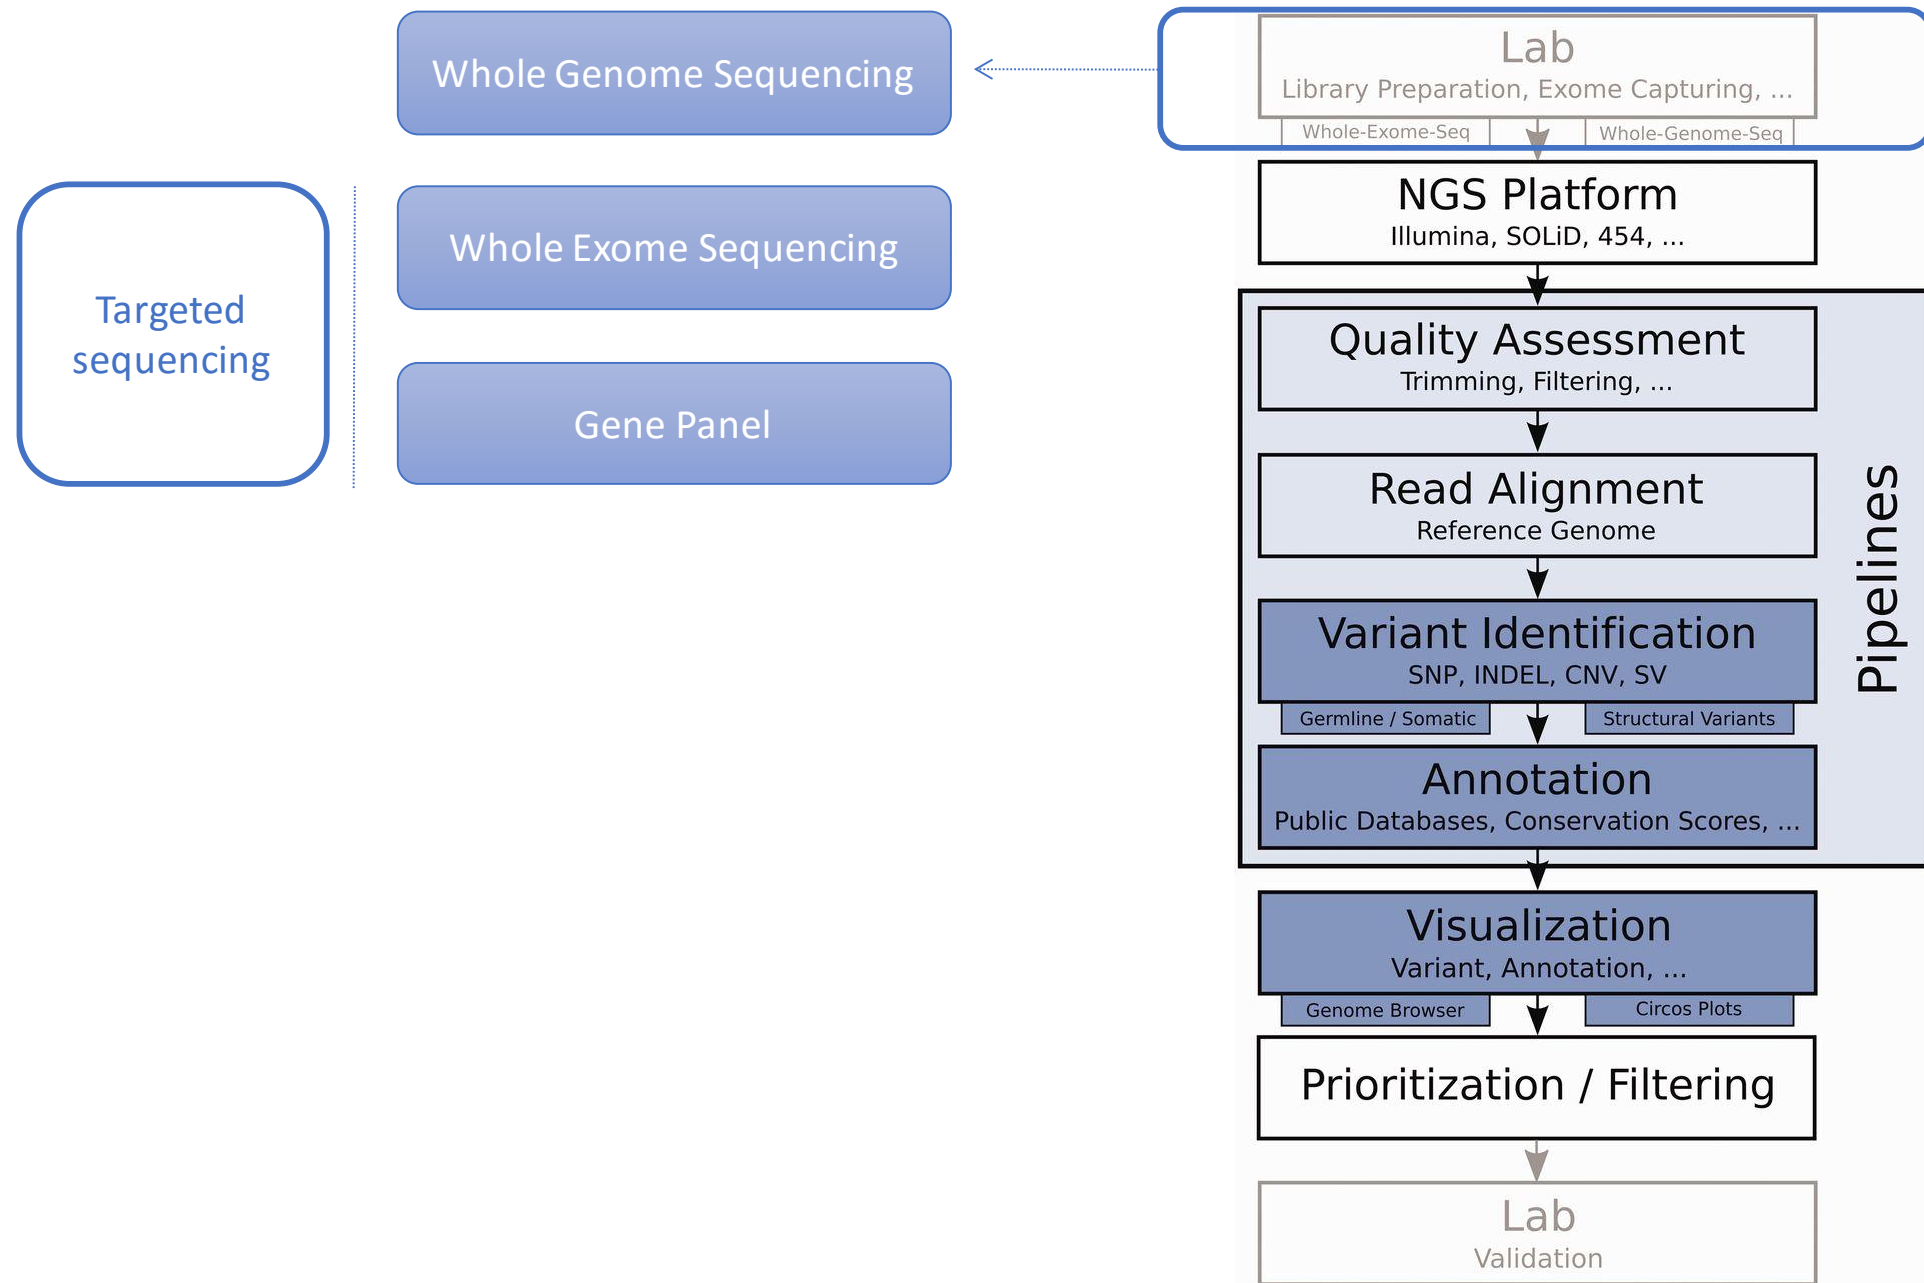 Whole Genome Sequencing
Targeted
sequencing
Whole Exome Sequencing
Gene Panel
Lab
Library Preparation, Exome Capturing, ...
Whole-Exome-Seq
Whole-Genome-Seq
NGS Platform
Illumina, SOLiD, 454, ...
Pipelines
Quality Assessment
Trimming, Filtering, ...
Read Alignment
Reference Genome
Variant Identification
SNP, INDEL, CNV, SV
Germline / Somatic
Structural Variants
Annotation
Public Databases, Conservation Scores, ...
Visualization
Variant, Annotation, ...
Genome Browser
Circos Plots
Prioritization / Filtering
Lab
Validation